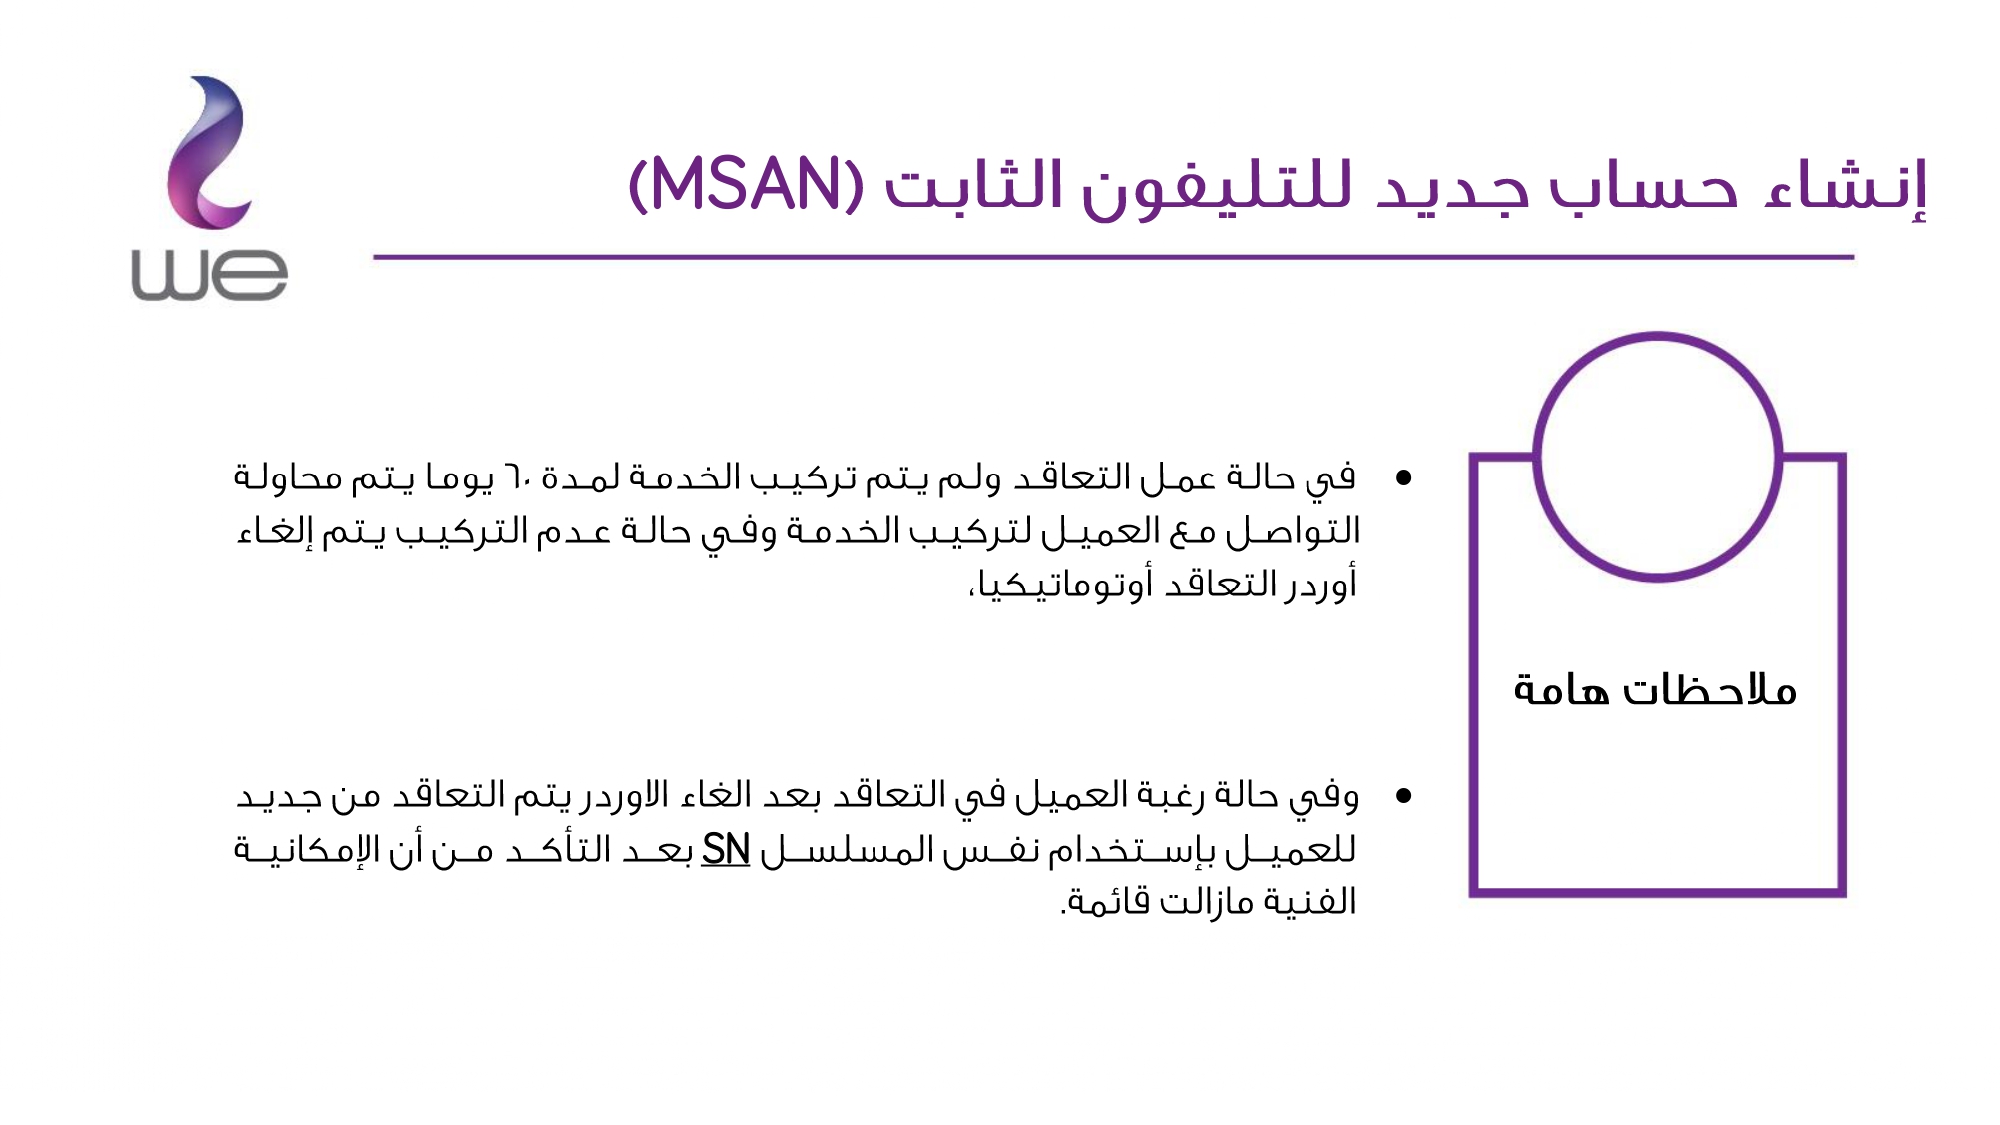 we
إنشاء حساب جديد للتليفون الثابت (MSAN)
ملاحظات هامة
• في حالة عمل التعاقد ولم يتم تركيب الخدمة لمدة ٦٠ يوما يتم محاولة
التواصل مع العميل لتركيب الخدمة وفي حالة عدم التركيب يتم إلغاء
أوردر التعاقد أوتوماتيكيا،
• وفي حالة رغبة العميل في التعاقد بعد الغاء الاوردر يتم التعاقد من جديد
للعميل بإستخدام نفس المسلسل SN بعد التأكد من أن الإمكانية
الفنية مازالت قائمة.